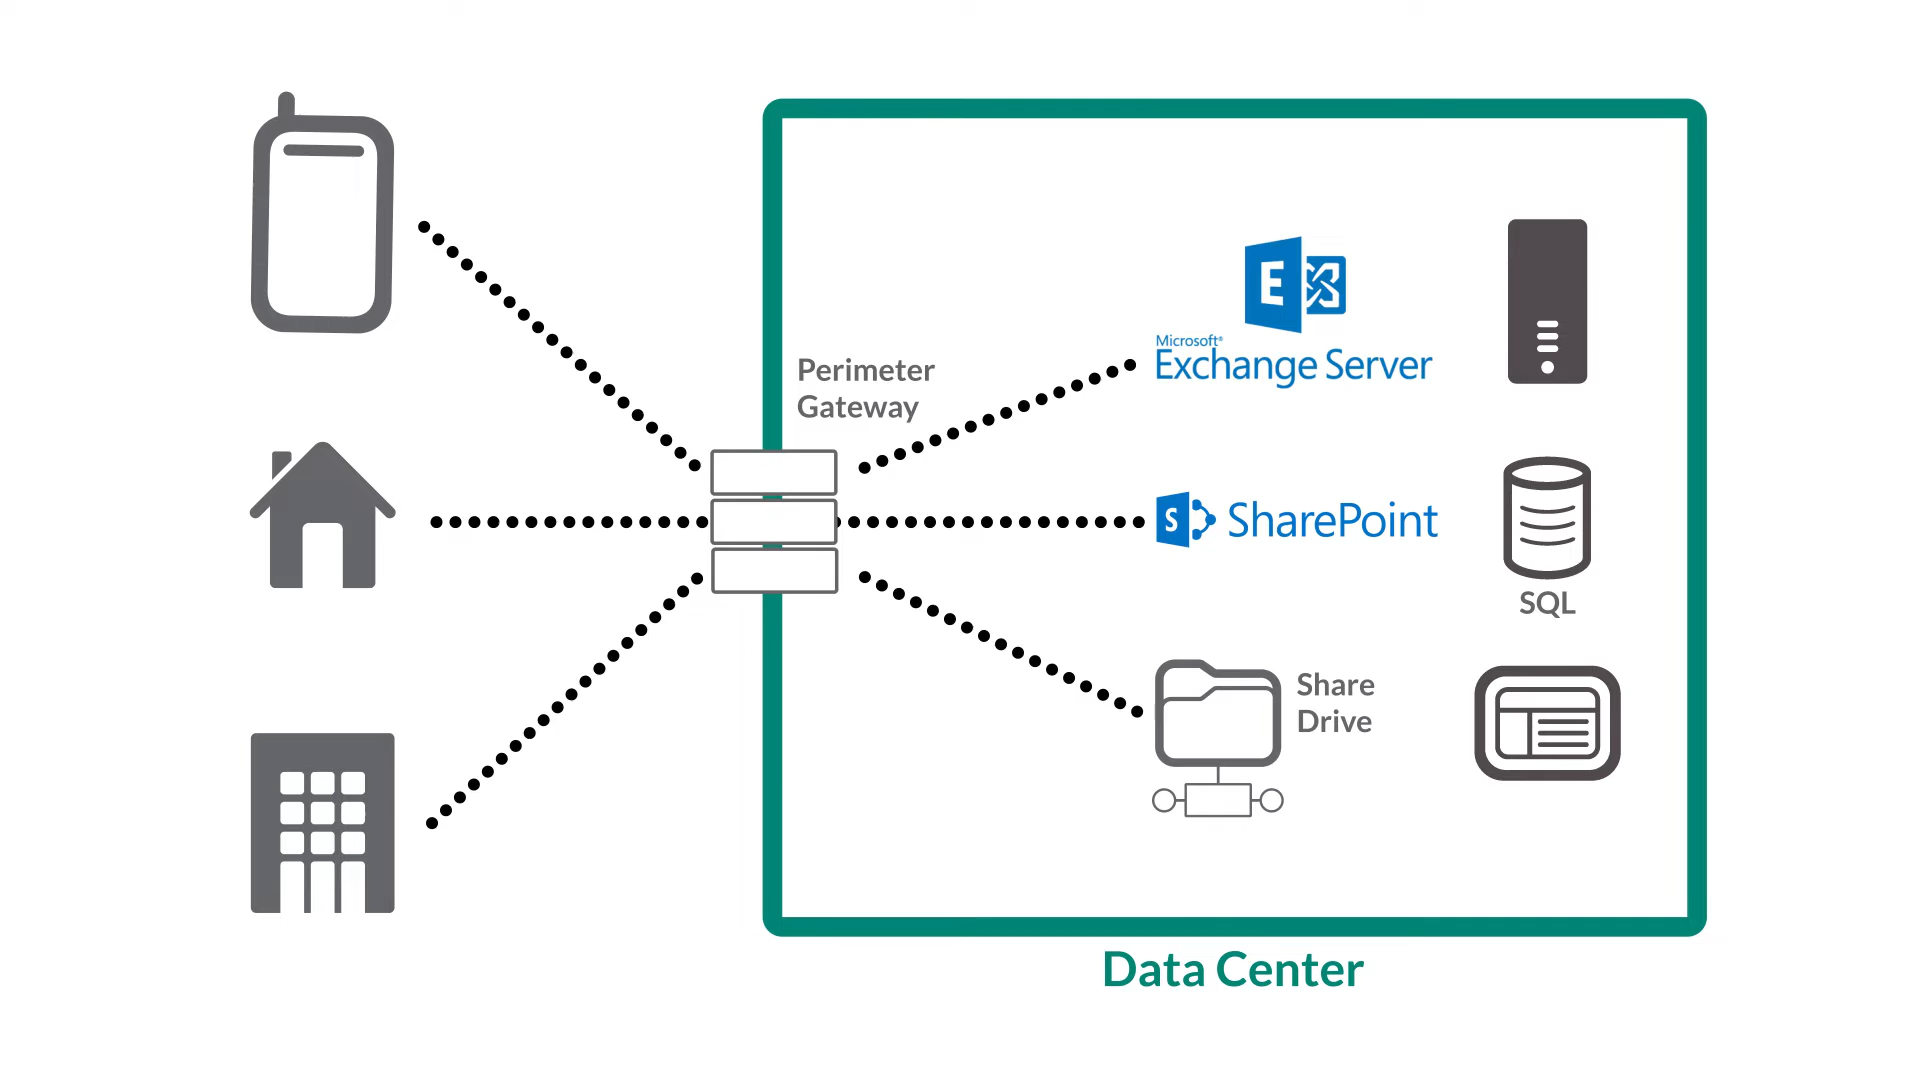 Perimeter
Gateway
E
Microsoft®
Exchange Server
S
SharePoint
SQL
Share
Drive
Data Center